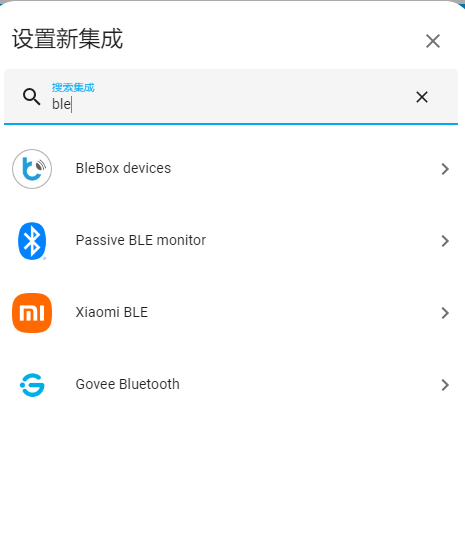 设置新集成
搜索集成
ble
BleBox devices
Passive BLE monitor
Xiaomi BLE
Govee Bluetooth